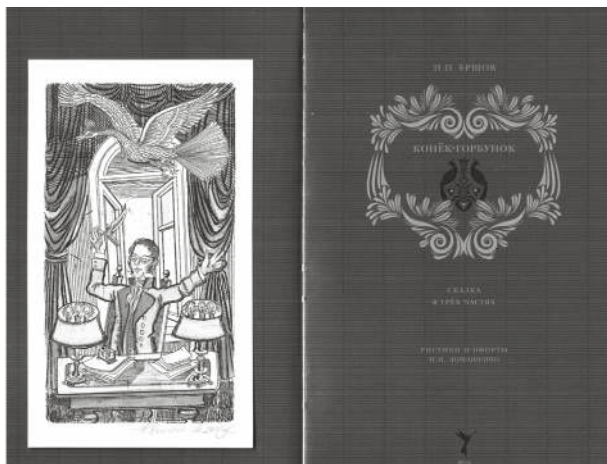 П.П. ЕРШОВ
КОНЁК-ГОРБУНОК
СКАЗКА
В ТРЁХ ЧАСТЯХ
РИСУНКИ И ОФОРТЫ